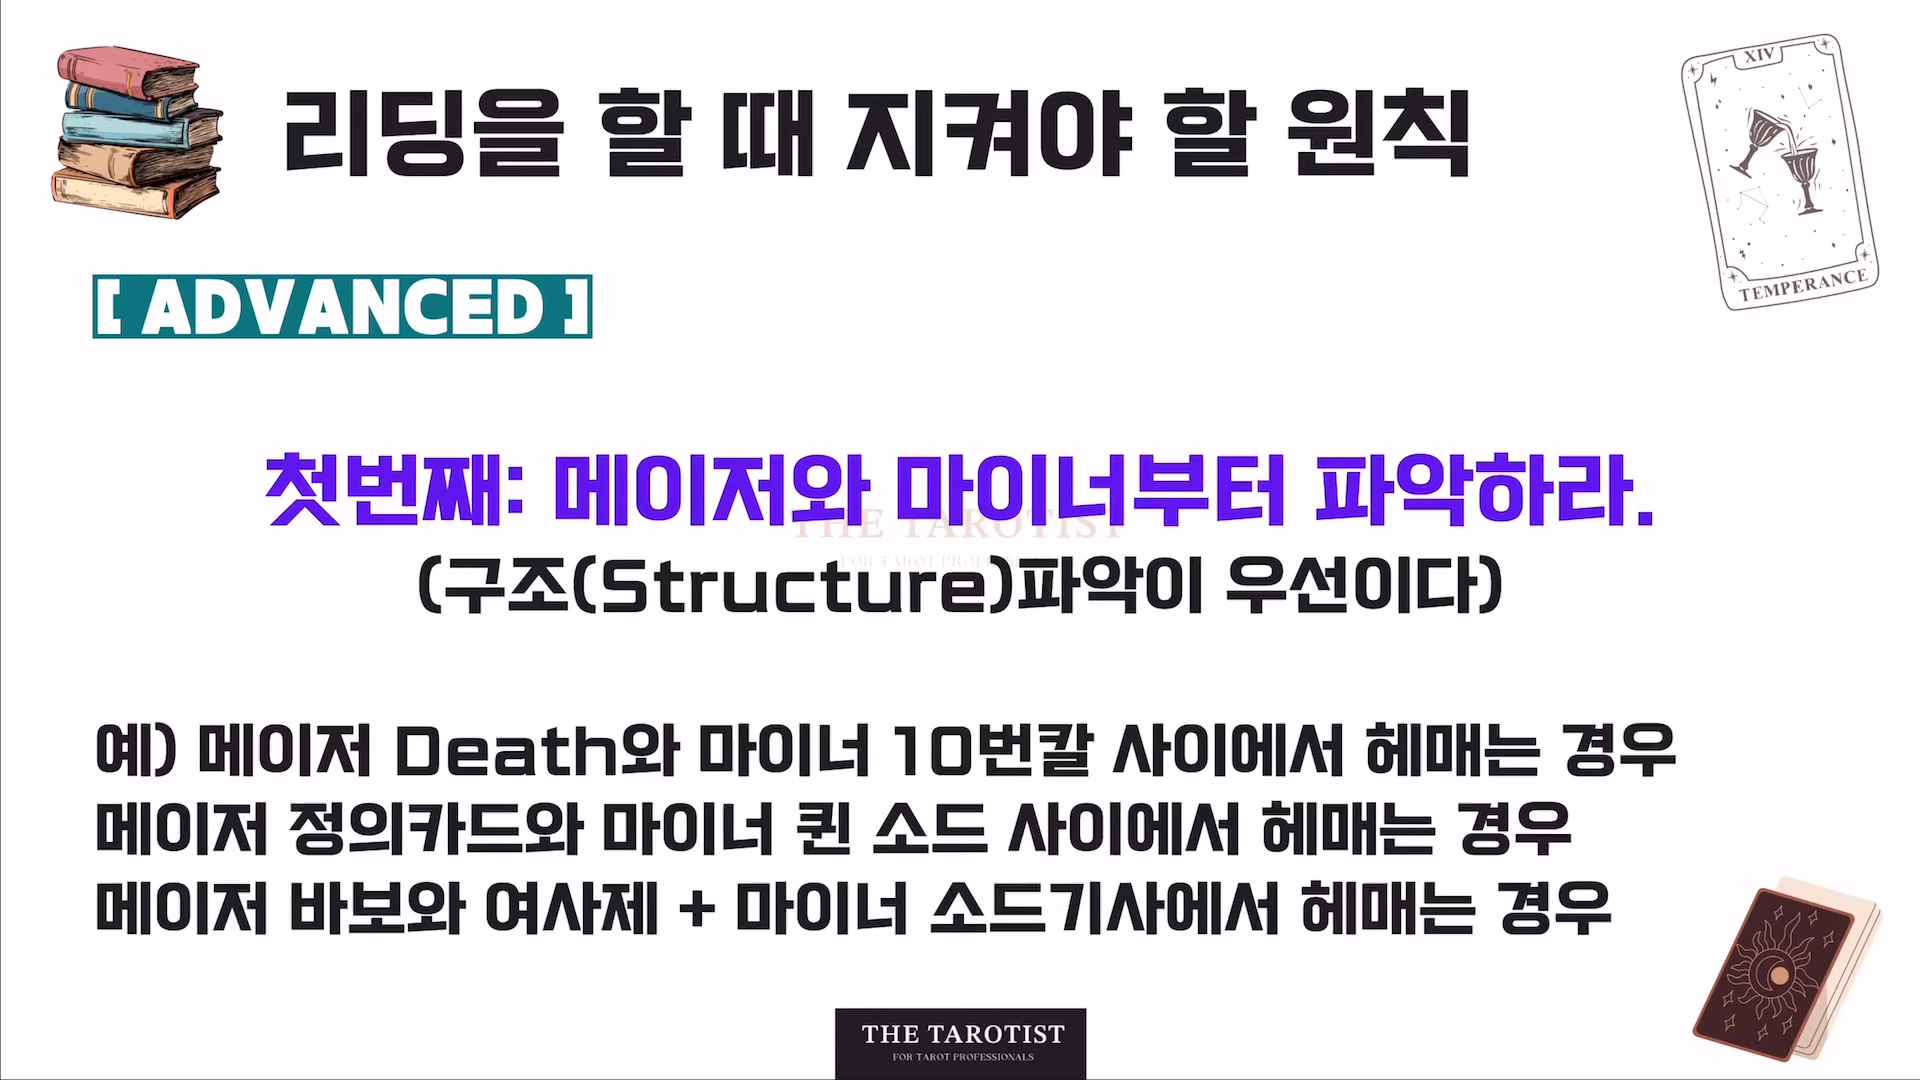 리딩을 할 때 지켜야 할 원칙
XIV
TEMPERANCE
[ ADVANCED ]
첫번째: 메이저와 마이너부터 파악하라.
THE TAROTIST
FOR TAROT PROFESSIONALS
(구조(Structure)파악이 우선이다)
예) 메이저 Death와 마이너 10번칼 사이에서 헤매는 경우
메이저 정의카드와 마이너 퀸 소드 사이에서 헤매는 경우
메이저 바보와 여사제 + 마이너 소드기사에서 헤매는 경우
THE TAROTIST
FOR TAROT PROFESSIONALS